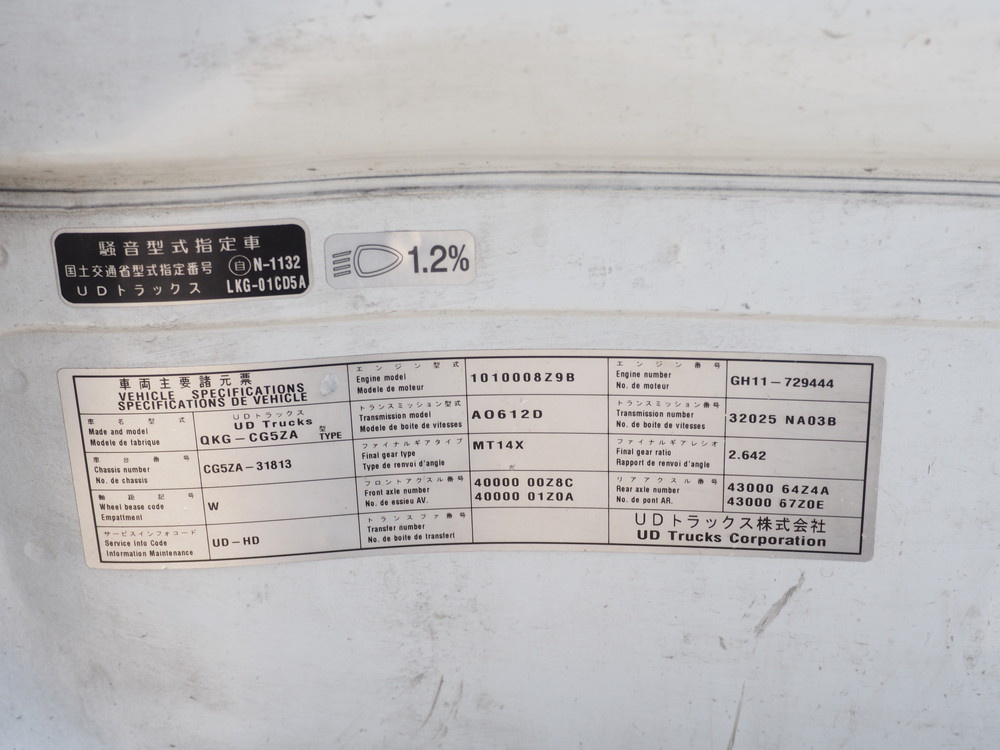 騒音型式指定車
国土交通省型式指定番号 自 N-1132
UDトラックス LKG-01CD5A
1.2%
車両主要諸元票
VEHICLE SPECIFICATIONS
SPECIFICATIONS DE VEHICLE
車名型式
Made and model
Modele de fabrique
UDトラックス
UD Trucks
QKG-CG5ZA 型 TYPE
車台番号
Chassis number
No. de chassis
CG5ZA-31813
軸距記号
Wheel bease code
Empattment
W
サービスインフォコード
Service Info Code
Information Maintenance
UD-HD
エンジン型式
Engine model
Modele de moteur
1010008Z9B
トランスミッション型式
Transmission model
Modele de boite de vitesses
AO612D
ファイナルギアタイプ
Final gear type
Type de renvoi d'angle
MT14X
フロントアクスル番号
Front axle number
No. de essieu AV.
40000 00Z8C
40000 01Z0A
トランスファ番号
Transfer number
No. de boite de transfert
エンジン番号
Engine number
No. de moteur
GH11-729444
トランスミッション番号
Transmission number
No. de boite de vitesses
32025 NA03B
ファイナルギアレシオ
Final gear ratio
Rapport de renvoi d'angle
2.642
リアアクスル番号
Rear axle number
No. de pont AR.
43000 64Z4A
43000 67Z0E
UDトラックス株式会社
UD Trucks Corporation